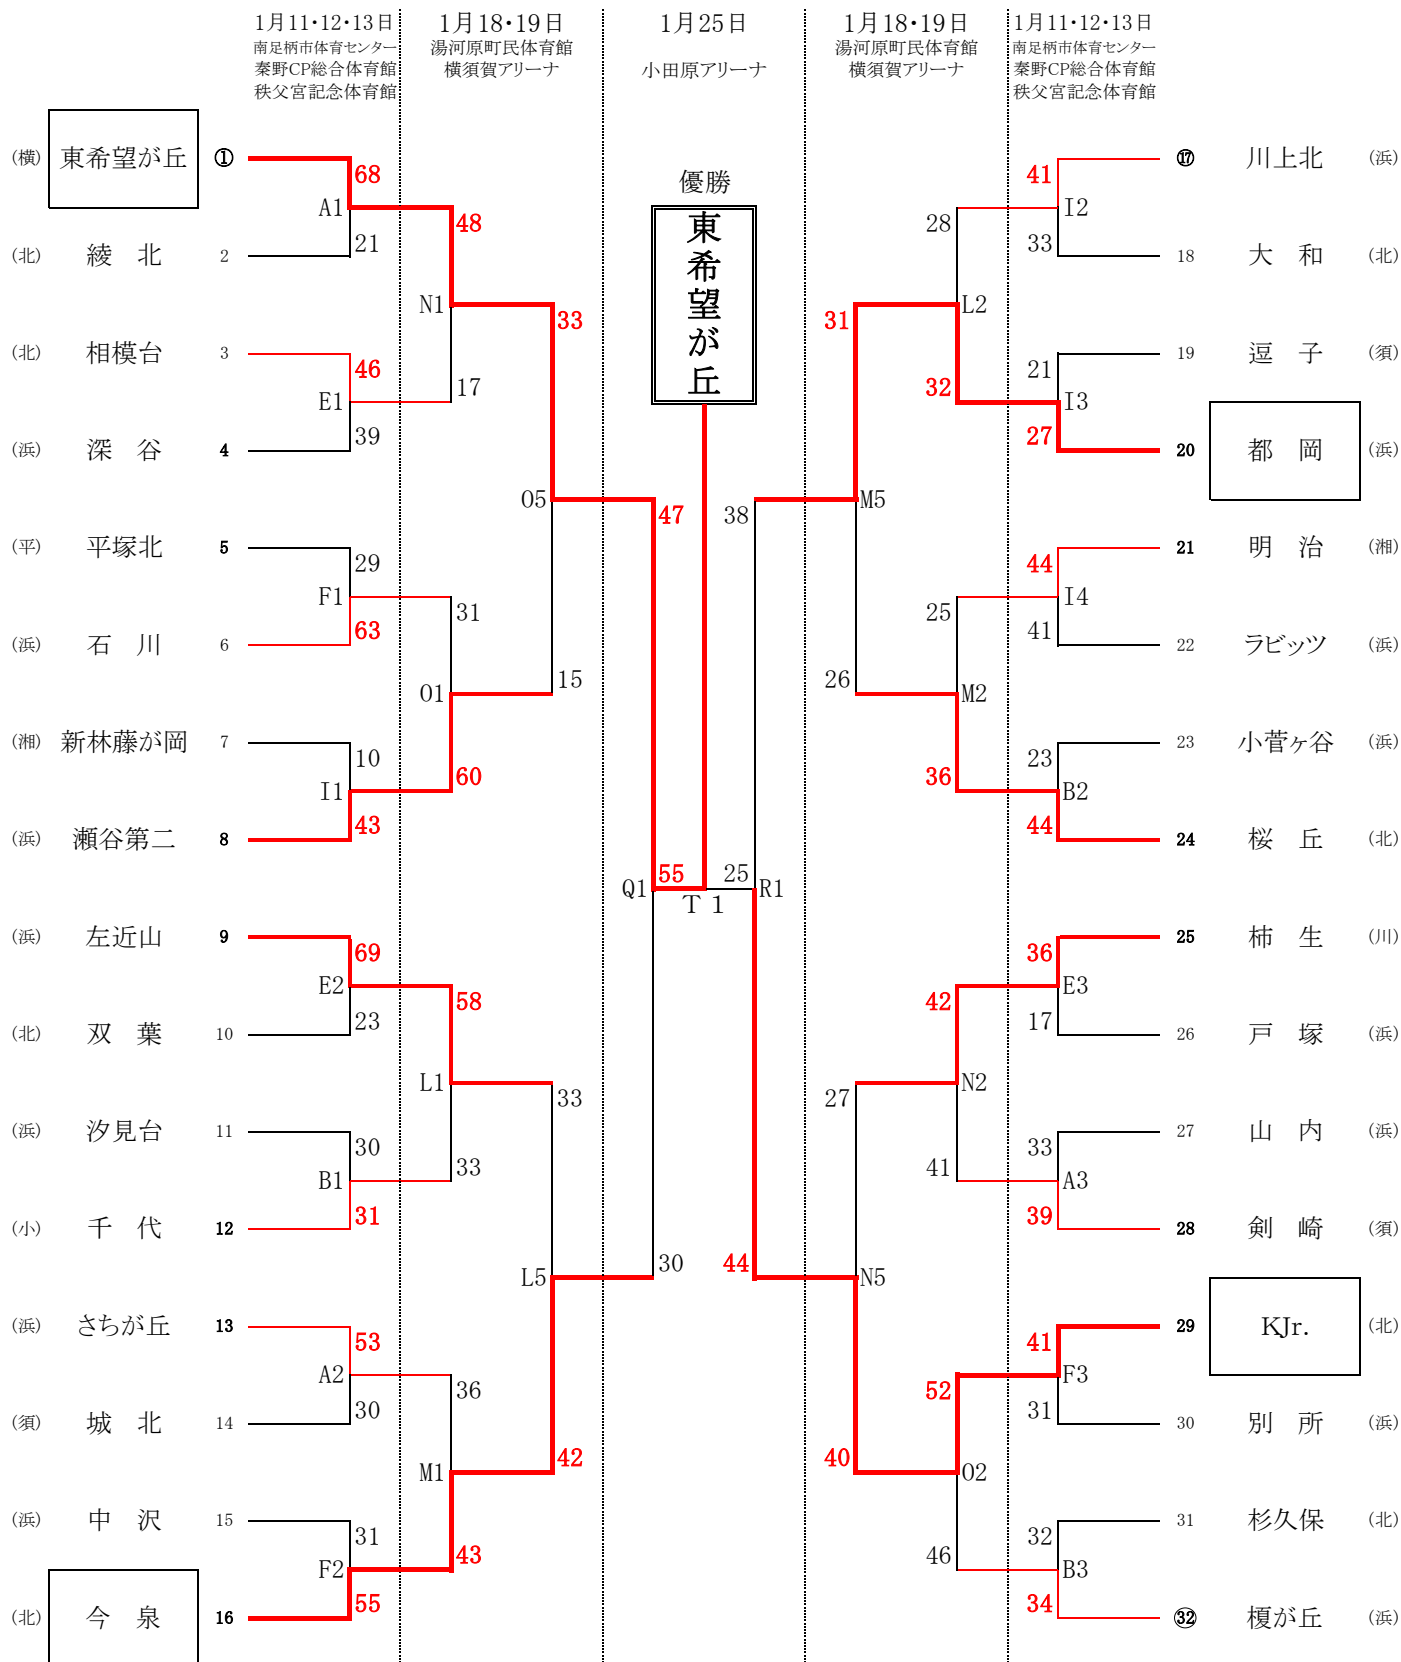 1月11・12・13日
南足柄市体育センター
秦野CP総合体育館
秩父宮記念体育館
1月18・19日
湯河原町民体育館
横須賀アリーナ
1月25日
小田原アリーナ
1月18・19日
湯河原町民体育館
横須賀アリーナ
1月11・12・13日
南足柄市体育センター
秦野CP総合体育館
秩父宮記念体育館
優勝
東希望が丘
(横) 東希望が丘 ①
68
A1
21
(北) 綾 北 2
48
N1
17
(北) 相模台 3
46
E1
39
(浜) 深谷 4
33
O5
15
(平) 平塚北 5
29
F1
63
(浜) 石川 6
31
O1
60
(湘) 新林藤が岡 7
10
I1
43
(浜) 瀬谷第二 8
47
Q1
30
(浜) 左近山 9
69
E2
23
(北) 双葉 10
58
L1
33
(浜) 汐見台 11
30
B1
31
(小) 千代 12
33
L5
42
(浜) さちが丘 13
53
A2
30
(須) 城北 14
36
M1
43
(浜) 中沢 15
31
F2
55
(北) 今泉 16
55
T 1
25
⑰ 川上北 (浜)
41
I2
33
18 大和 (北)
28
L2
32
19 逗子 (須)
21
I3
27
20 都岡 (浜)
31
M5
26
21 明治 (湘)
44
I4
41
22 ラビッツ (浜)
25
M2
36
23 小菅ヶ谷 (浜)
23
B2
44
24 桜丘 (北)
38
R1
44
25 柿生 (川)
36
E3
17
26 戸塚 (浜)
42
N2
41
27 山内 (浜)
33
A3
39
28 剣崎 (須)
27
N5
40
29 KJr. (北)
41
F3
31
30 別所 (浜)
52
O2
46
31 杉久保 (北)
32
B3
34
㉜ 榎が丘 (浜)